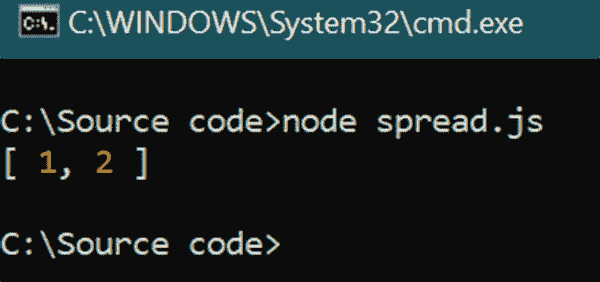 C:\WINDOWS\System32\cmd.exe
C:\Source code>node spread.js
[ 1, 2 ]
C:\Source code>